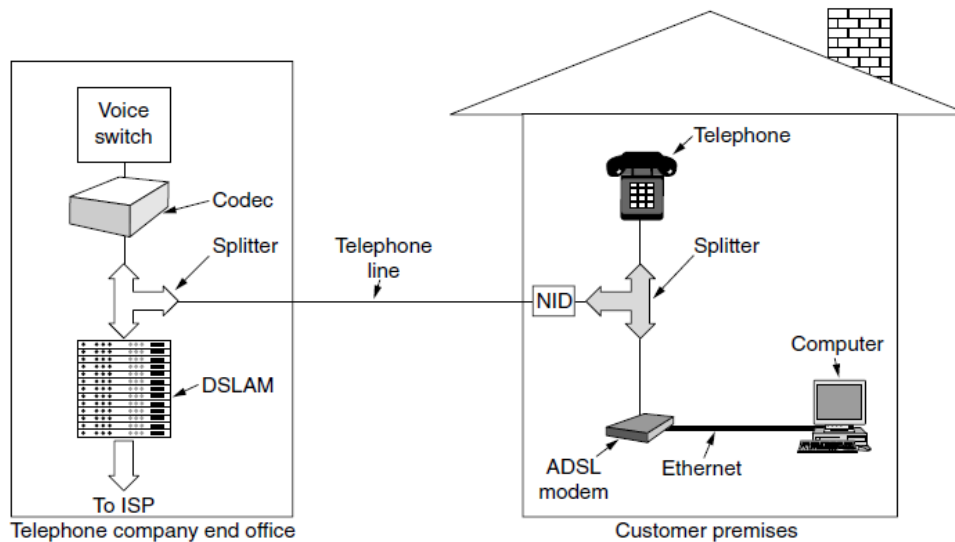 Voice
switch
Codec
Splitter
DSLAM
To ISP
Telephone company end office
Telephone
line
NID
Telephone
Splitter
Computer
ADSL
modem
Ethernet
Customer premises